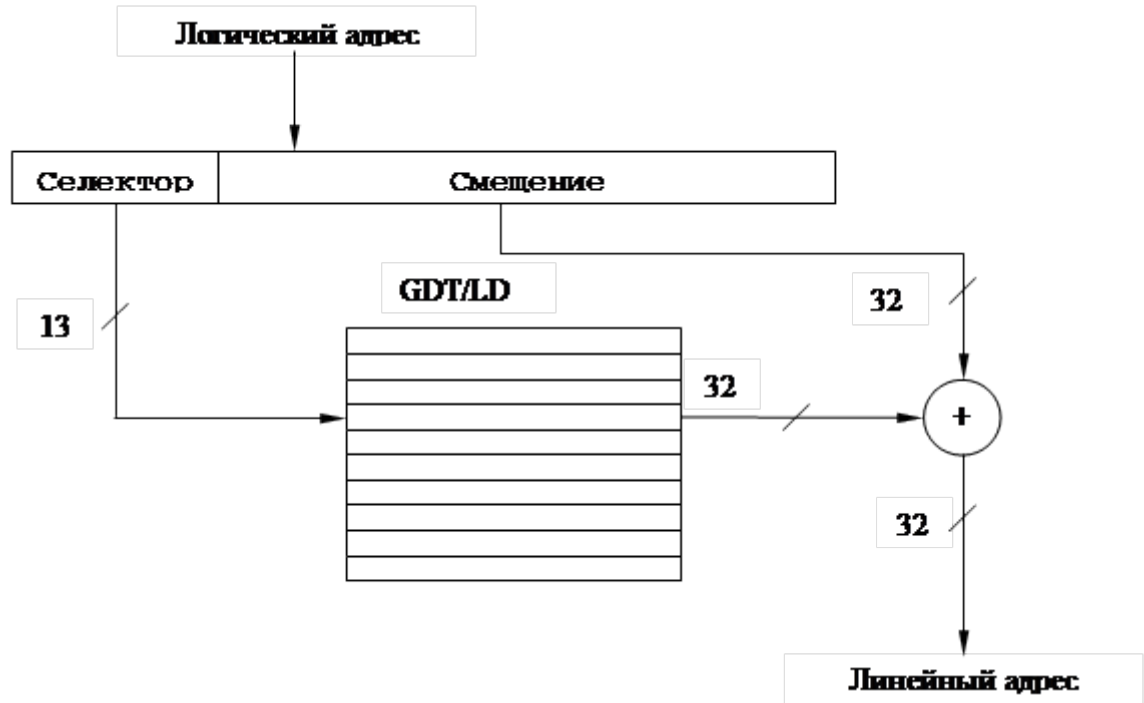 Логический адрес
Селектор
Смещение
GDT/LD
13
32
32
+
32
Линейный адрес